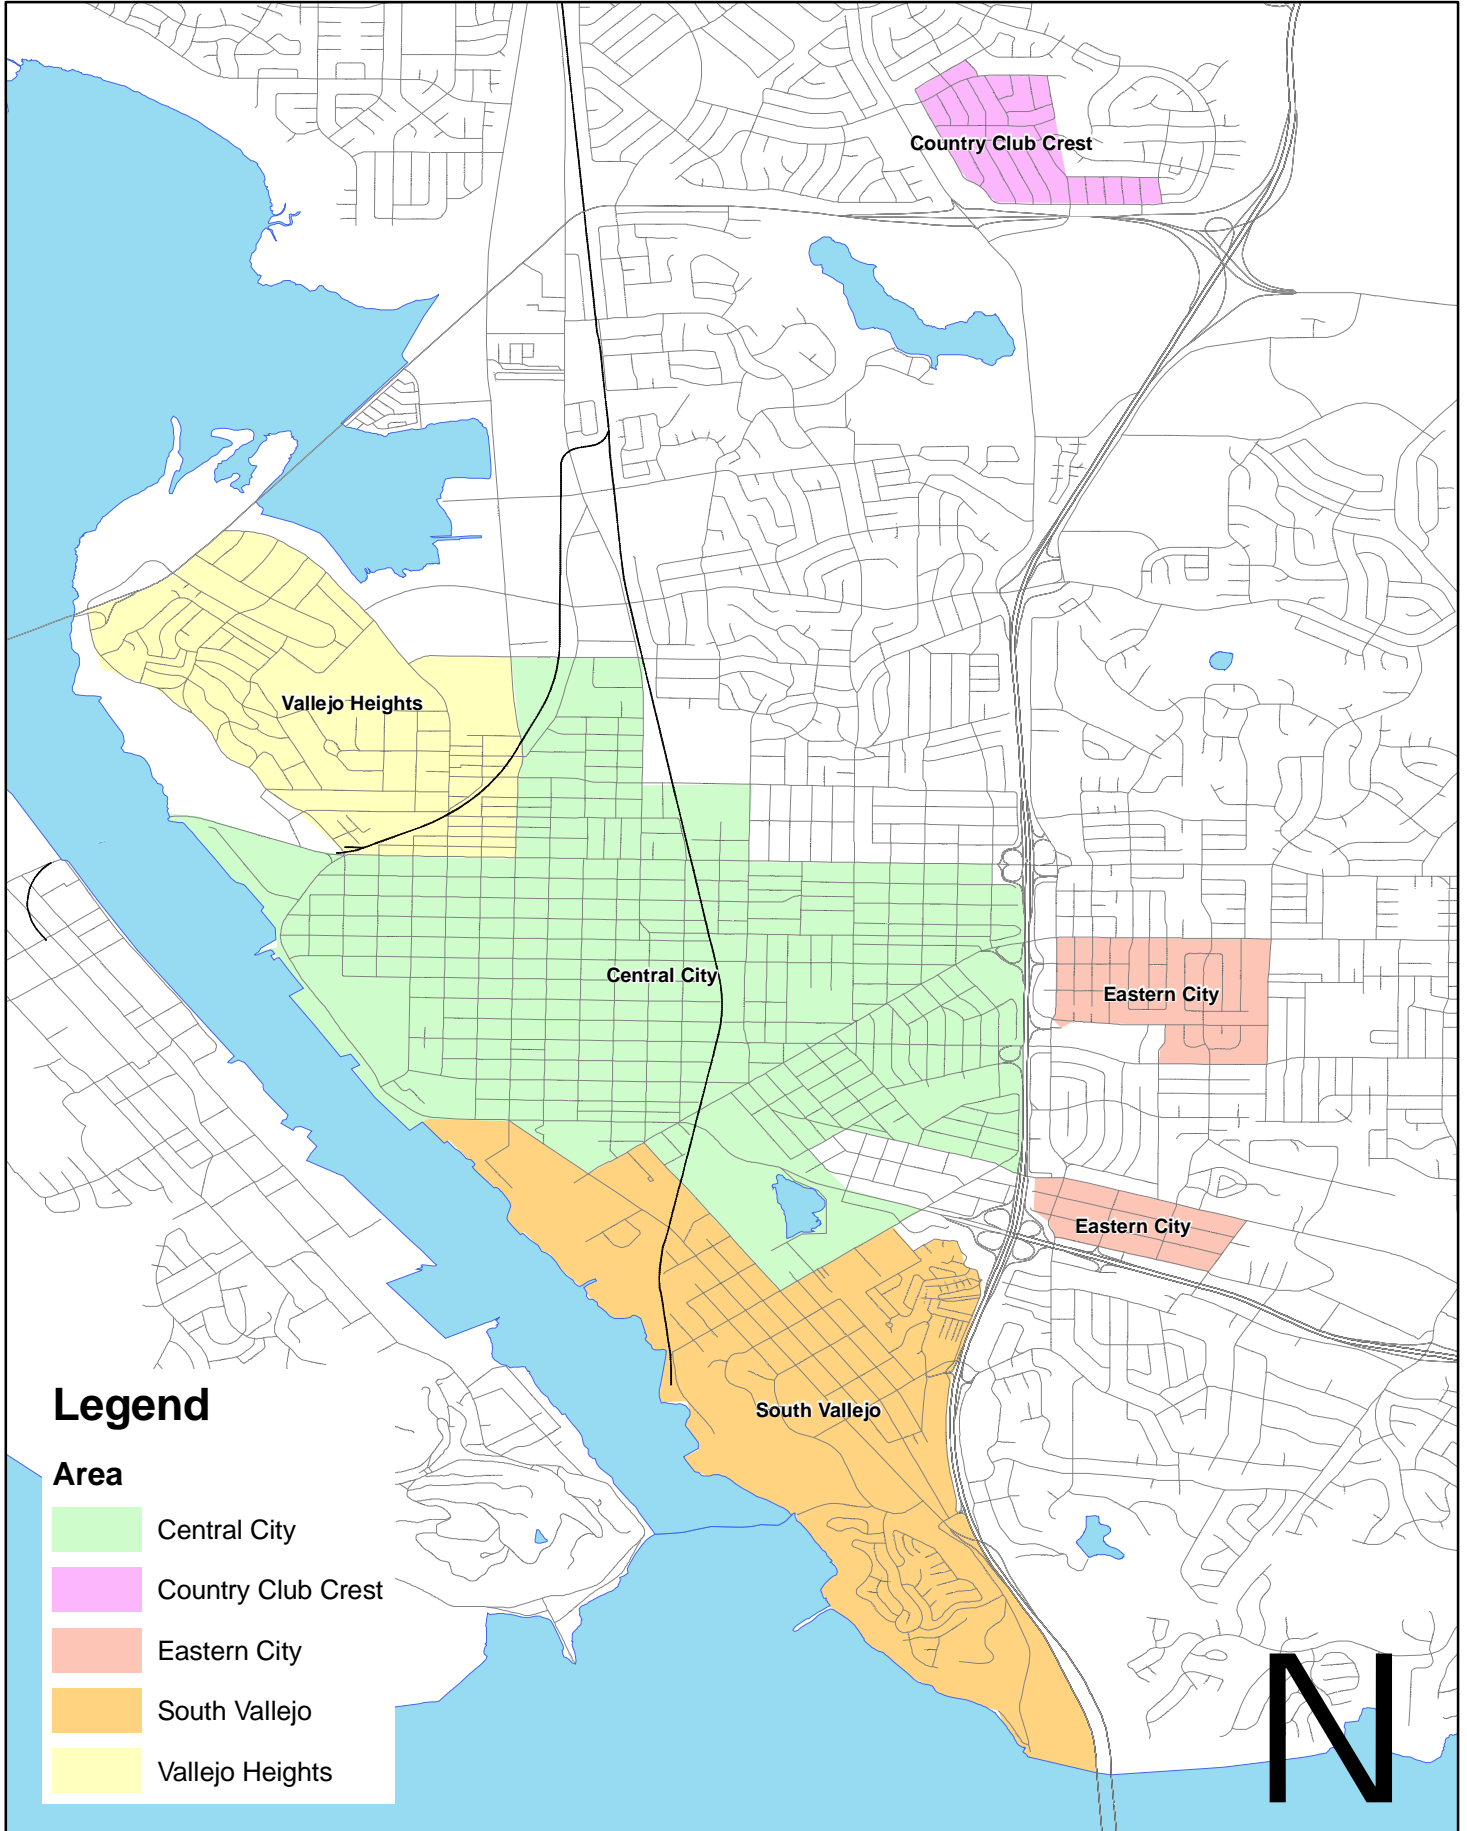 Country Club Crest
Vallejo Heights
Central City
Eastern City
Eastern City
South Vallejo
Legend
Area
Central City
Country Club Crest
Eastern City
South Vallejo
Vallejo Heights
N